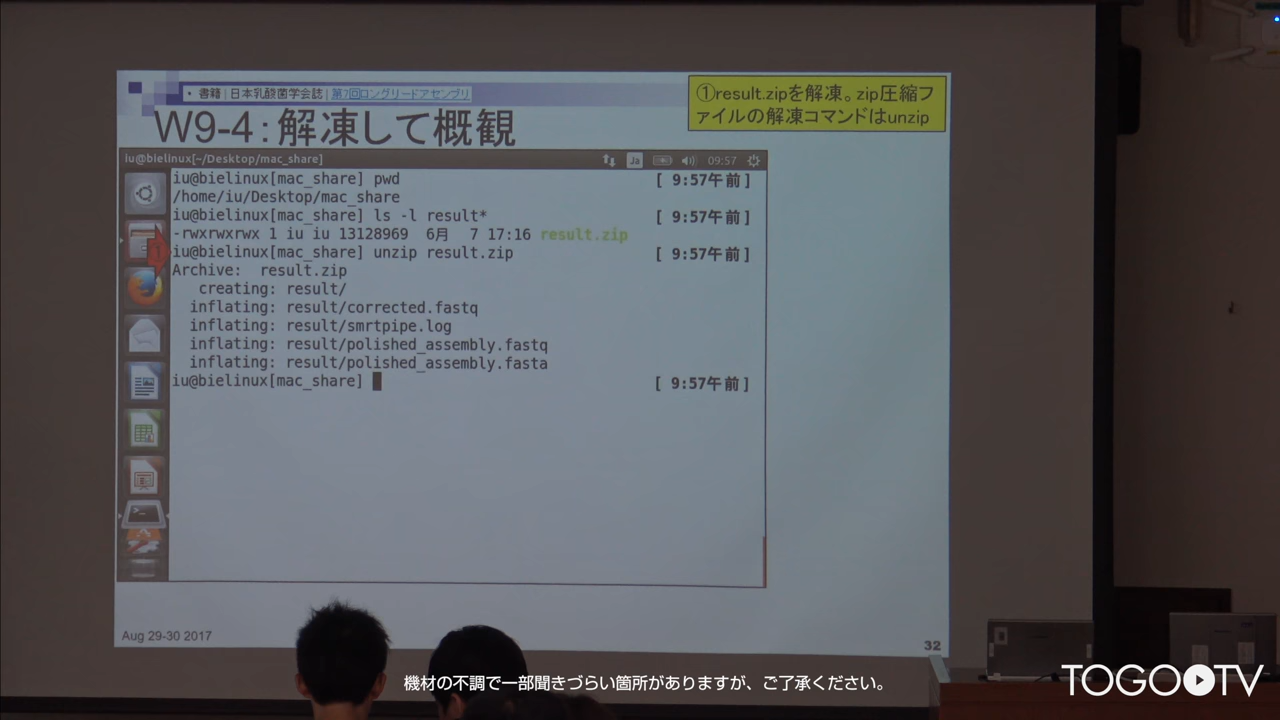 ・書籍 | 日本乳酸菌学会誌 | 第7回ロングリードアセンブリ
W9-4:解凍して概観
①result.zipを解凍。zip圧縮フ
ァイルの解凍コマンドはunzip
iu@bielinux[~/Desktop/mac_share]
Ja
09:57
iu@bielinux[mac_share] pwd [ 9:57午前]
/home/iu/Desktop/mac_share
iu@bielinux[mac_share] ls -l result* [ 9:57午前]
-rwxrwxrwx 1 iu iu 13128969 6月 7 17:16 result.zip
①
iu@bielinux[mac_share] unzip result.zip [ 9:57午前]
Archive: result.zip
creating: result/
inflating: result/corrected.fastq
inflating: result/smrtpipe.log
inflating: result/polished_assembly.fastq
inflating: result/polished_assembly.fasta
iu@bielinux[mac_share] [ 9:57午前]
Aug 29-30 2017
32
機材の不調で一部聞きづらい箇所がありますが、ご了承ください。
TOGOTV